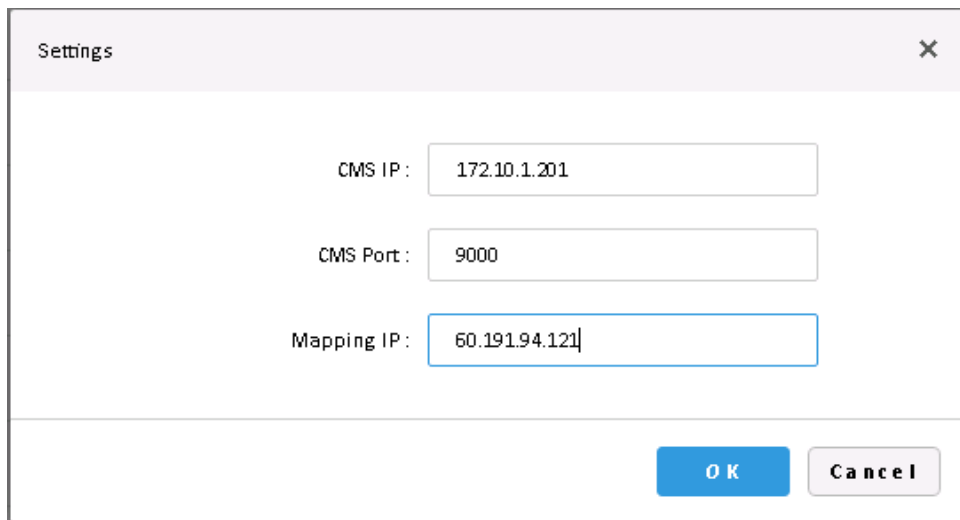 Settings
CMS IP: 172.10.1.201
CMS Port: 9000
Mapping IP: 60.191.94.121
OK Cancel